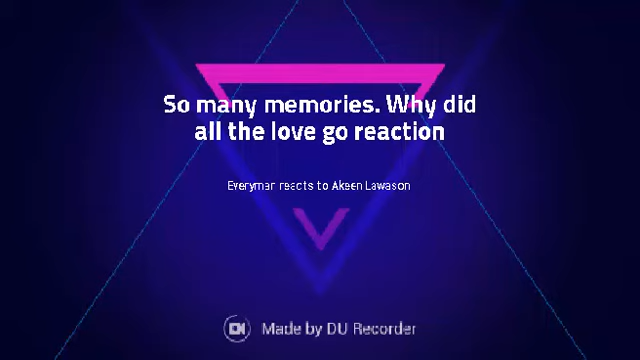 So many memories. Why did
all the love go reaction
Everyman reacts to Akeen Lawason
Made by DU Recorder